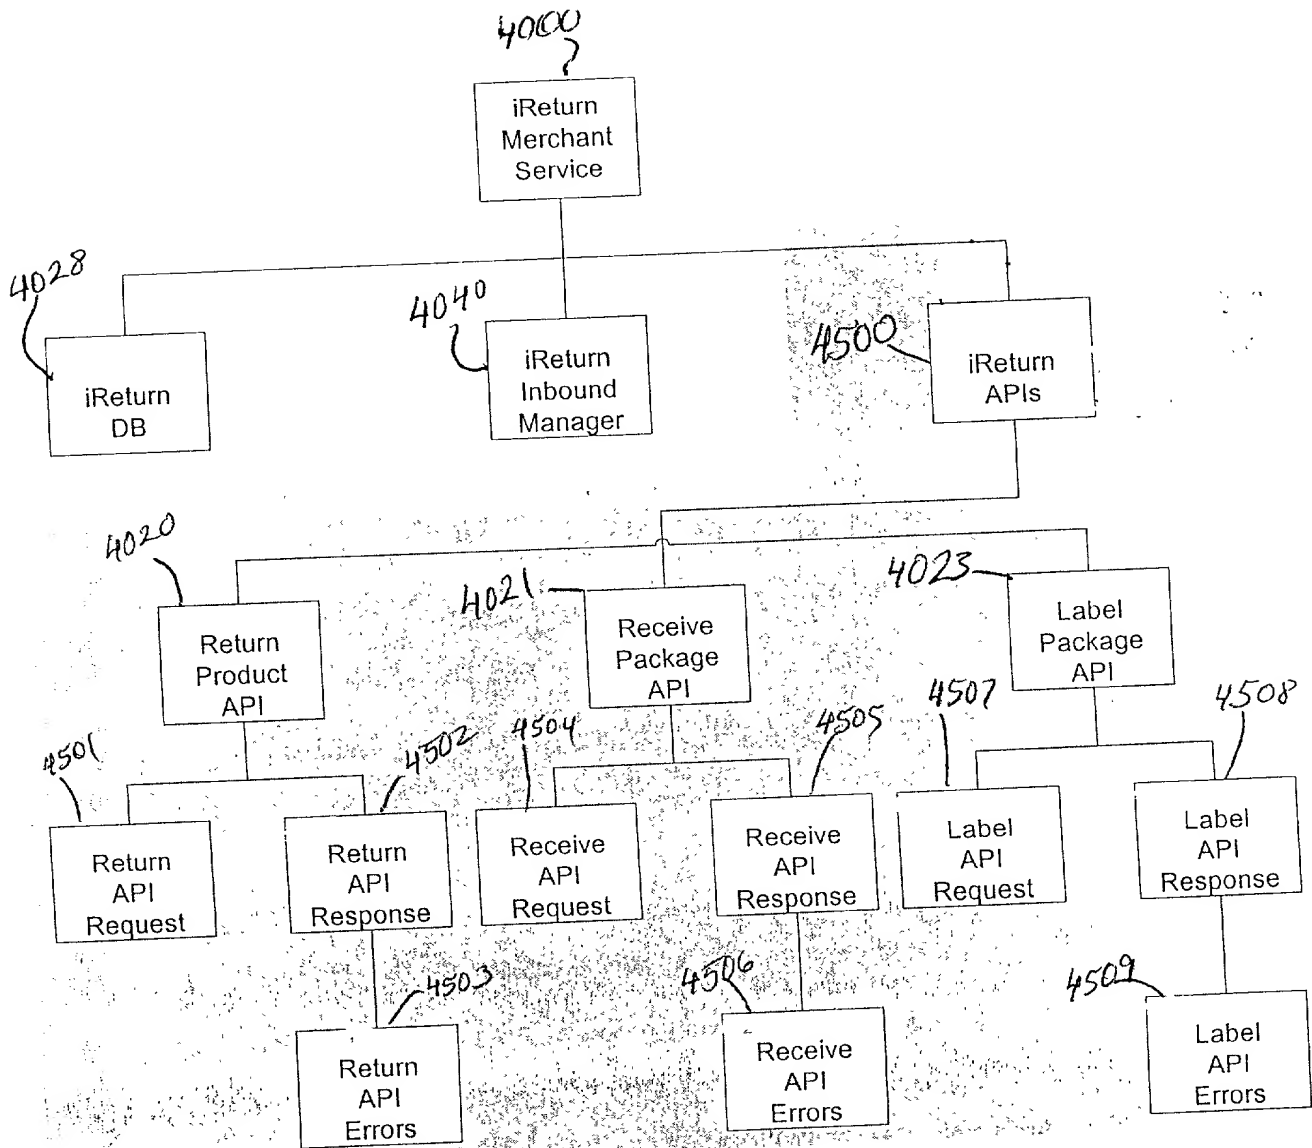 4000
iReturn
Merchant
Service
4028
4040
4500
iReturn
DB
iReturn
Inbound
Manager
iReturn
APIs
4020
4021
4023
Return
Product
API
Receive
Package
API
Label
Package
API
4501
4502
4504
4505
4507
4508
Return
API
Request
Return
API
Response
Receive
API
Request
Receive
API
Response
Label
API
Request
Label
API
Response
4503
4506
4509
Return
API
Errors
Receive
API
Errors
Label
API
Errors